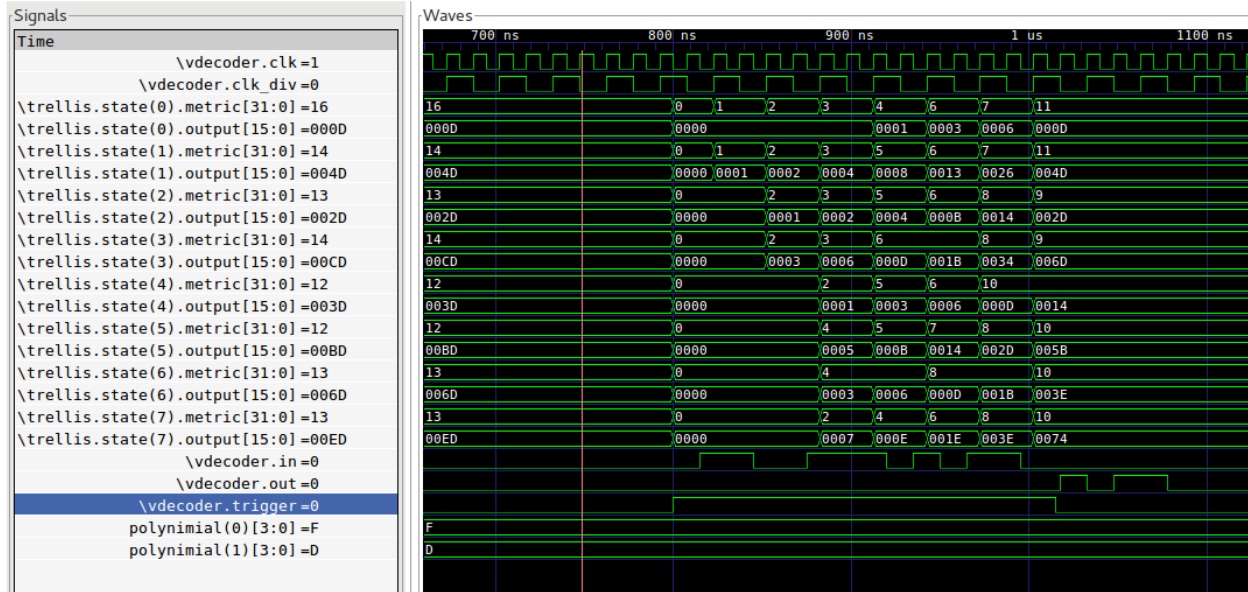 Signals
Waves
Time
700 ns 800 ns 900 ns 1 us 1100 ns
\vdecoder.clk=1
\vdecoder.clk_div=0
\trellis.state(0).metric[31:0]=16 16 0 1 2 3 4 6 7 11
\trellis.state(0).output[15:0]=000D 000D 0000 0001 0003 0006 000D
\trellis.state(1).metric[31:0]=14 14 0 1 2 3 5 6 7 11
\trellis.state(1).output[15:0]=004D 004D 0000 0001 0002 0004 0008 0013 0026 004D
\trellis.state(2).metric[31:0]=13 13 0 2 3 5 6 8 9
\trellis.state(2).output[15:0]=002D 002D 0000 0001 0002 0004 000B 0014 002D
\trellis.state(3).metric[31:0]=14 14 0 2 3 6 8 9
\trellis.state(3).output[15:0]=00CD 00CD 0000 0003 0006 000D 001B 0034 006D
\trellis.state(4).metric[31:0]=12 12 0 2 5 6 10
\trellis.state(4).output[15:0]=003D 003D 0000 0001 0003 0006 000D 0014
\trellis.state(5).metric[31:0]=12 12 0 4 5 7 8 10
\trellis.state(5).output[15:0]=00BD 00BD 0000 0005 000B 0014 002D 005B
\trellis.state(6).metric[31:0]=13 13 0 4 8 10
\trellis.state(6).output[15:0]=006D 006D 0000 0003 0006 000D 001B 003E
\trellis.state(7).metric[31:0]=13 13 0 2 4 6 8 10
\trellis.state(7).output[15:0]=00ED 00ED 0000 0007 000E 001E 003E 0074
\vdecoder.in=0
\vdecoder.out=0
\vdecoder.trigger=0
polynimial(0)[3:0]=F F
polynimial(1)[3:0]=D D